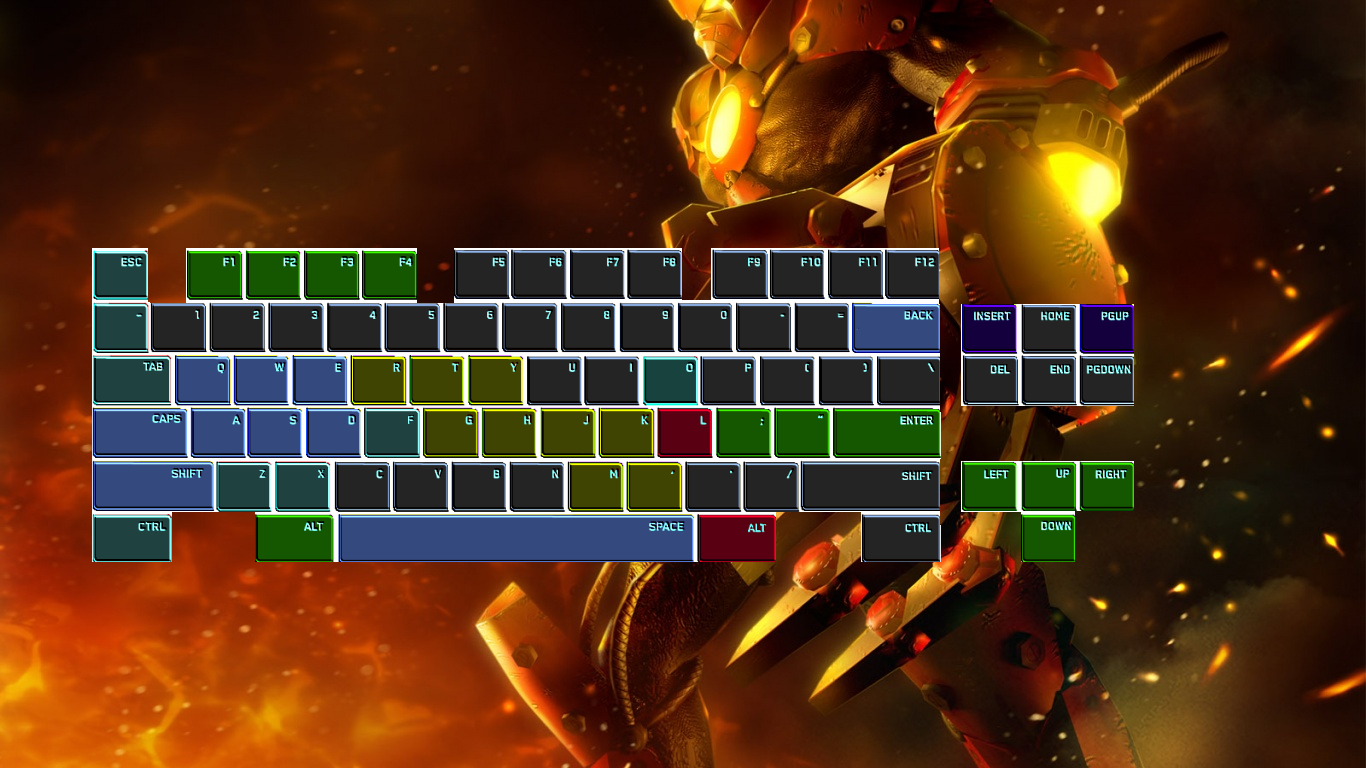 ESC F1 F2 F3 F4 F5 F6 F7 F8 F9 F10 F11 F12
~ 1 2 3 4 5 6 7 8 9 0 - = BACK INSERT HOME PGUP
TAB Q W E R T Y U I O P [ ] \ DEL END PGDOWN
CAPS A S D F G H J K L ; " ENTER
SHIFT Z X C V B N M / SHIFT LEFT UP RIGHT
CTRL ALT SPACE ALT CTRL DOWN